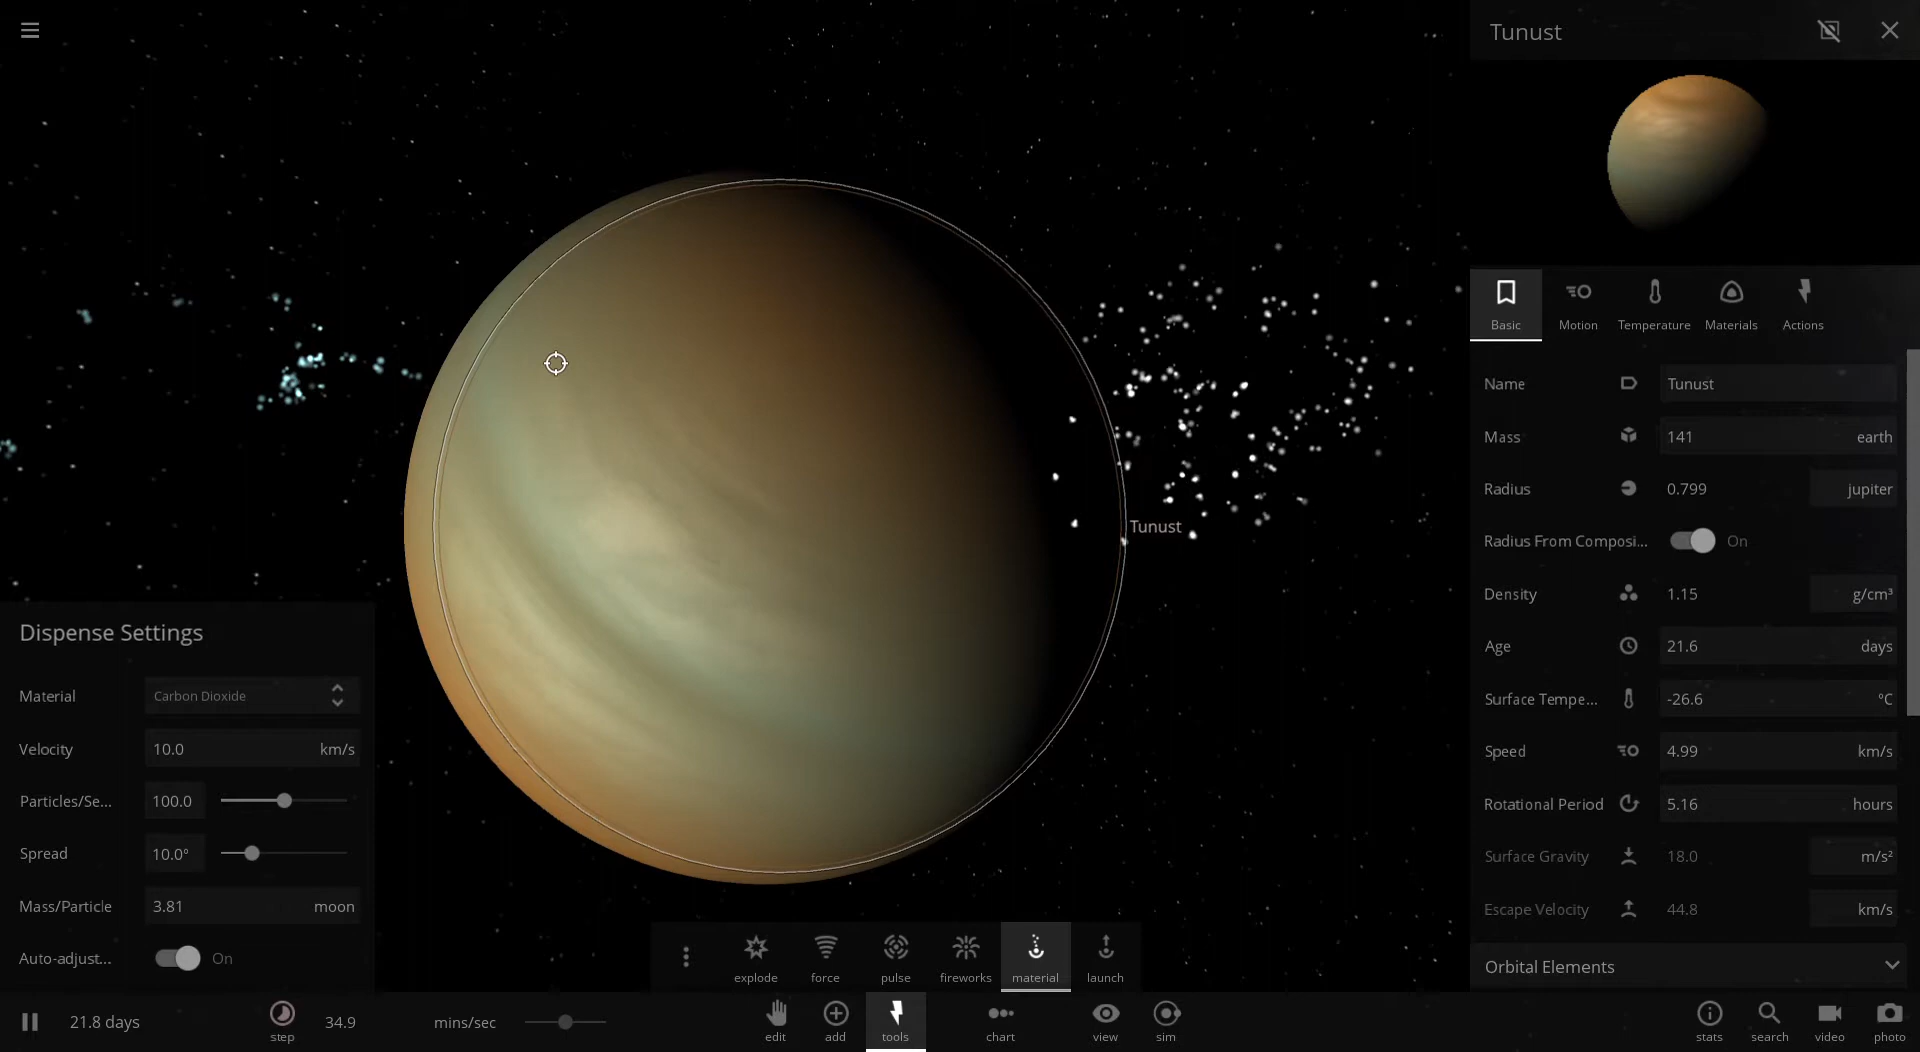 Tunust
Basic
Motion
Temperature
Materials
Actions
Name
Tunust
Mass
141 earth
Radius
0.799 jupiter
Radius From Composi...
On
Density
1.15 g/cm³
Age
21.6 days
Surface Tempe...
-26.6 °C
Speed
4.99 km/s
Rotational Period
5.16 hours
Surface Gravity
18.0 m/s²
Escape Velocity
44.8 km/s
Orbital Elements
Tunust
Dispense Settings
Material
Carbon Dioxide
Velocity
10.0 km/s
Particles/Se...
100.0
Spread
10.0°
Mass/Particle
3.81 moon
Auto-adjust...
On
explode
force
pulse
fireworks
material
launch
21.8 days
step
34.9 mins/sec
edit
add
tools
chart
view
sim
stats
search
video
photo